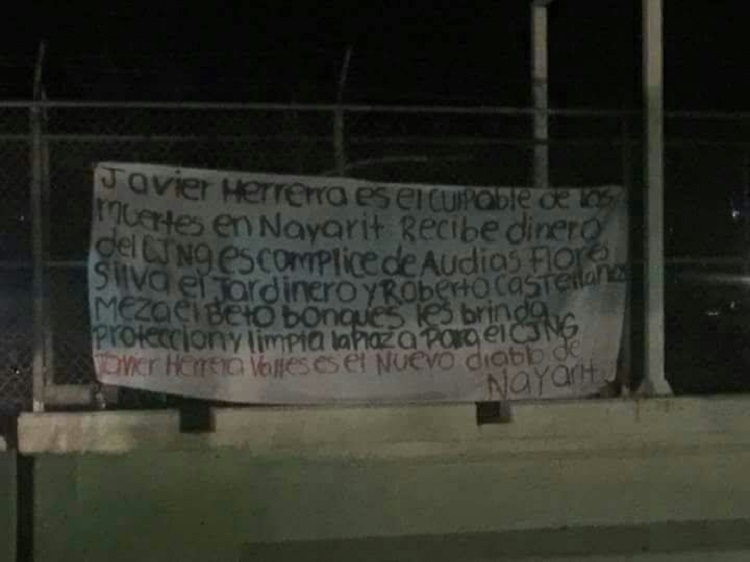 Javier Herrerra es el culpable de las
muertes en Nayarit Recibe dinero
del CJNG es complice de Audias Flores
Silva el Jardinero y Roberto Castellanos
Meza el Beto bonques les brinda
proteccion y limpia la Plaza Para el CJNG
Javier Herrera Valles es el Nuevo diablo de
Nayarit